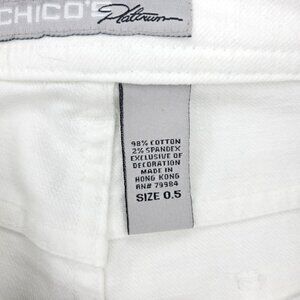 CHICO'S Platinum
98% COTTON
2% SPANDEX
EXCLUSIVE OF
DECORATION
MADE IN
HONG KONG
RN# 79984
SIZE 0.5